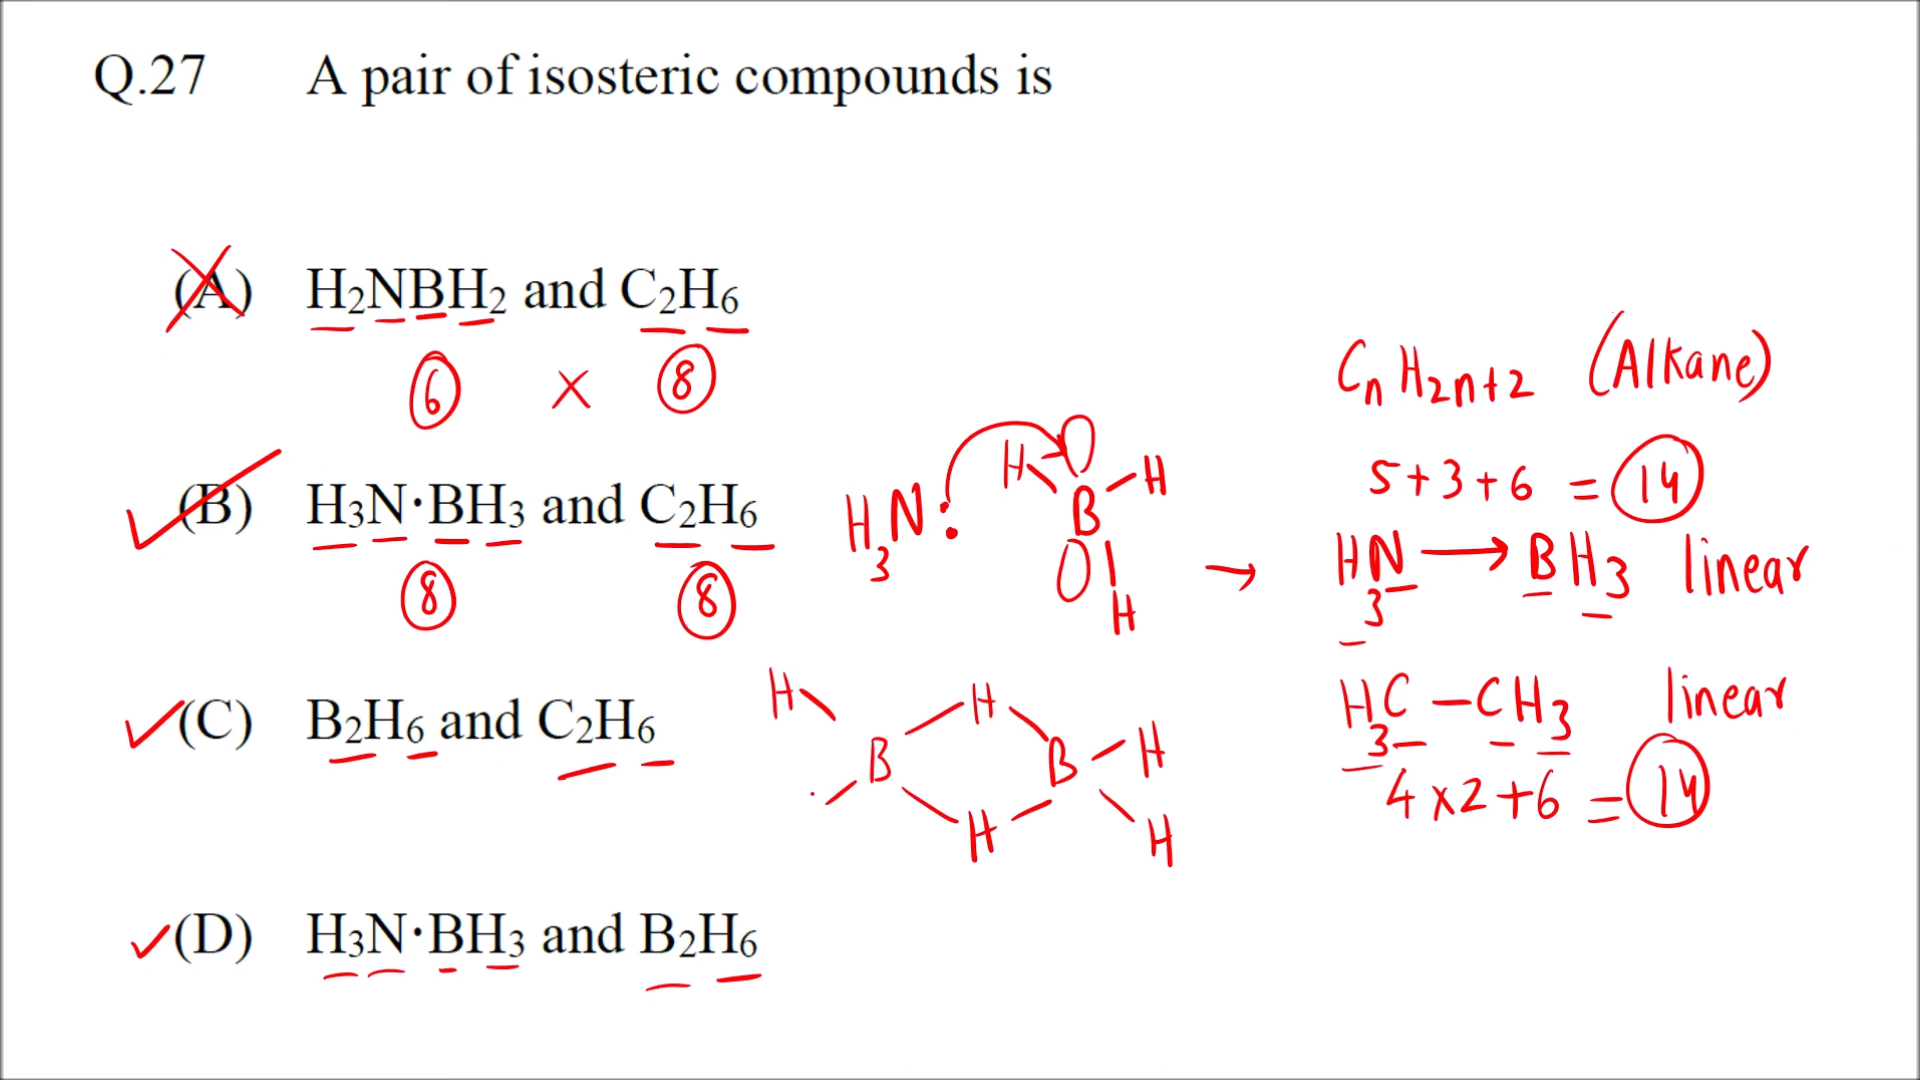 Q.27 A pair of isosteric compounds is
(A) H₂NBH₂ and C₂H₆
6 × 8
CₙH₂ₙ₊₂ (Alkane)
(B) H₃N·BH₃ and C₂H₆
8 8
H₃N: H B H H
5+3+6 = 14
→ H₃N → BH₃ linear
(C) B₂H₆ and C₂H₆
H B H H B H H
H₃C – CH₃ linear
4×2+6 = 14
(D) H₃N·BH₃ and B₂H₆